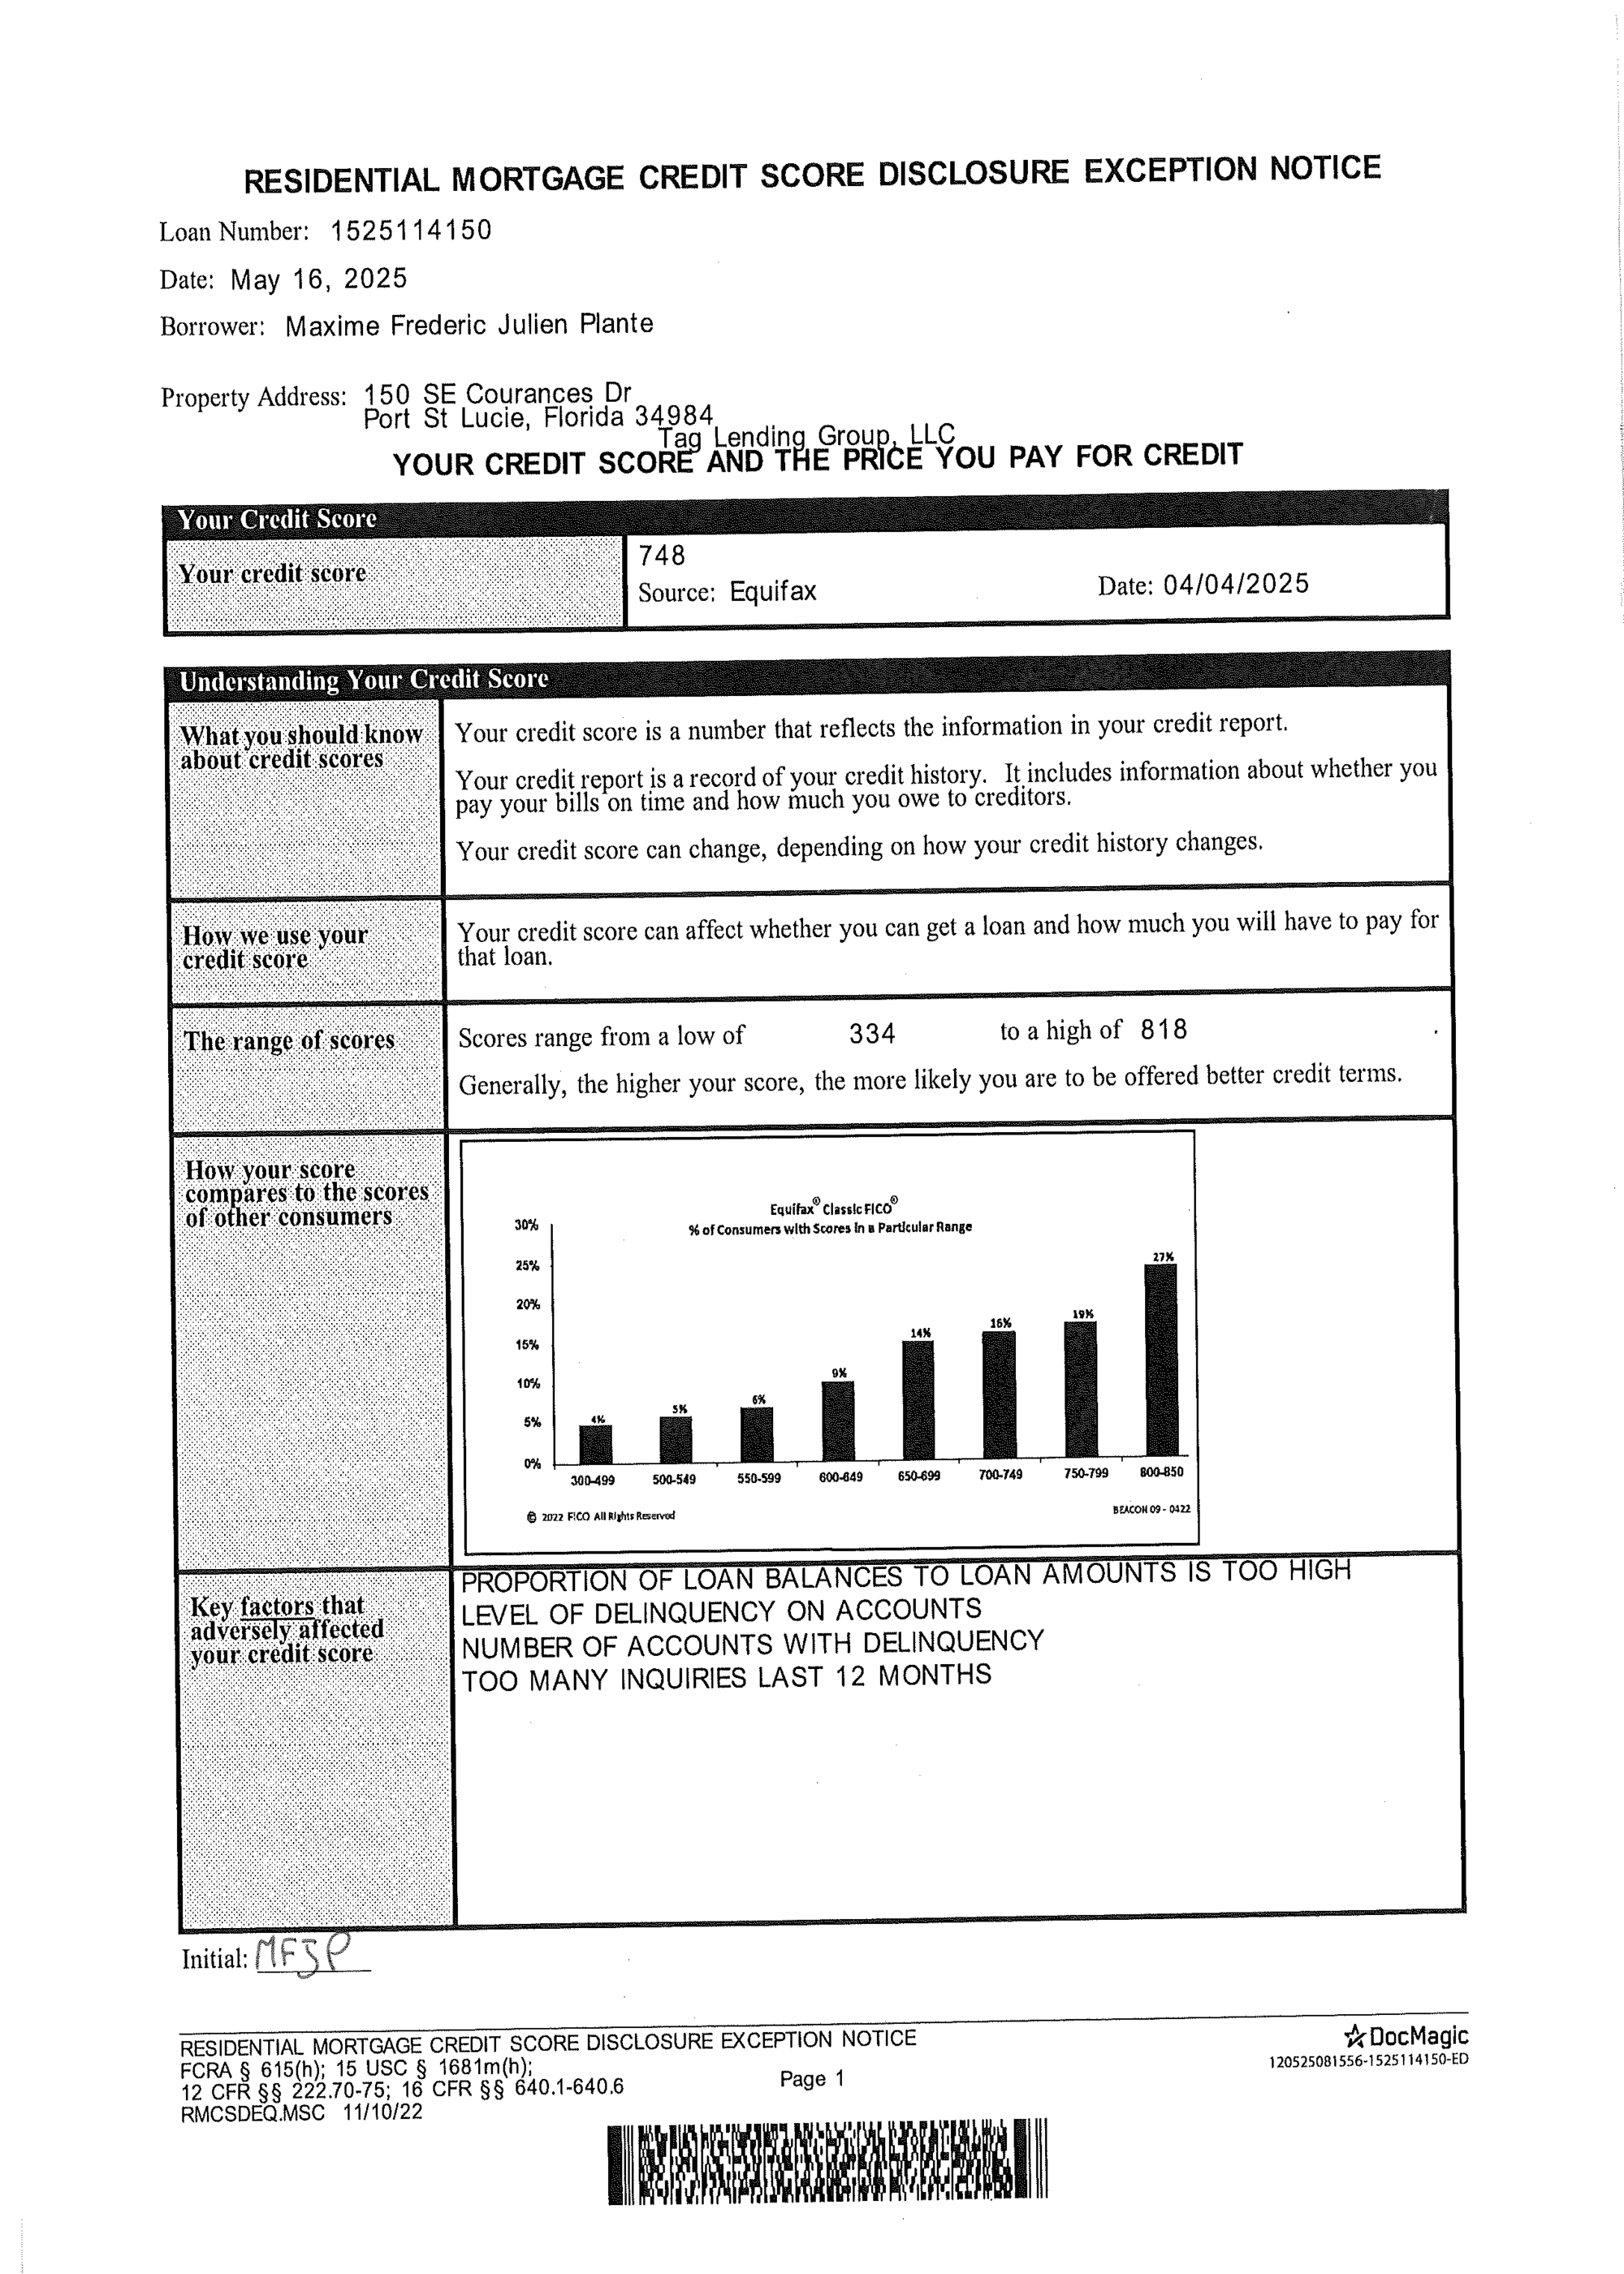 RESIDENTIAL MORTGAGE CREDIT SCORE DISCLOSURE EXCEPTION NOTICE
Loan Number: 1525114150
Date: May 16, 2025
Borrower: Maxime Frederic Julien Plante
Property Address: 150 SE Courances Dr
Port St Lucie, Florida 34984
Tag Lending Group, LLC
YOUR CREDIT SCORE AND THE PRICE YOU PAY FOR CREDIT
Your Credit Score
Your credit score
748
Source: Equifax Date: 04/04/2025
Understanding Your Credit Score
What you should know
about credit scores
Your credit score is a number that reflects the information in your credit report.
Your credit report is a record of your credit history. It includes information about whether you
pay your bills on time and how much you owe to creditors.
Your credit score can change, depending on how your credit history changes.
How we use your
credit score
Your credit score can affect whether you can get a loan and how much you will have to pay for
that loan.
The range of scores
Scores range from a low of 334 to a high of 818
Generally, the higher your score, the more likely you are to be offered better credit terms.
How your score
compares to the scores
of other consumers
Equifax® Classic FICO®
% of Consumers with Scores in a Particular Range
30%
25%
20%
15%
10%
5%
0%
4%
5%
6%
9%
14%
16%
19%
27%
300-499 500-549 550-599 600-649 650-699 700-749 750-799 800-850
© 2022 FICO All Rights Reserved
BEACON 09 - 0422
Key factors that
adversely affected
your credit score
PROPORTION OF LOAN BALANCES TO LOAN AMOUNTS IS TOO HIGH
LEVEL OF DELINQUENCY ON ACCOUNTS
NUMBER OF ACCOUNTS WITH DELINQUENCY
TOO MANY INQUIRIES LAST 12 MONTHS
Initial: MFJP
RESIDENTIAL MORTGAGE CREDIT SCORE DISCLOSURE EXCEPTION NOTICE
FCRA § 615(h); 15 USC § 1681m(h);
12 CFR §§ 222.70-75; 16 CFR §§ 640.1-640.6
RMCSDEQ.MSC 11/10/22
Page 1
DocMagic
120525081556-1525114150-ED